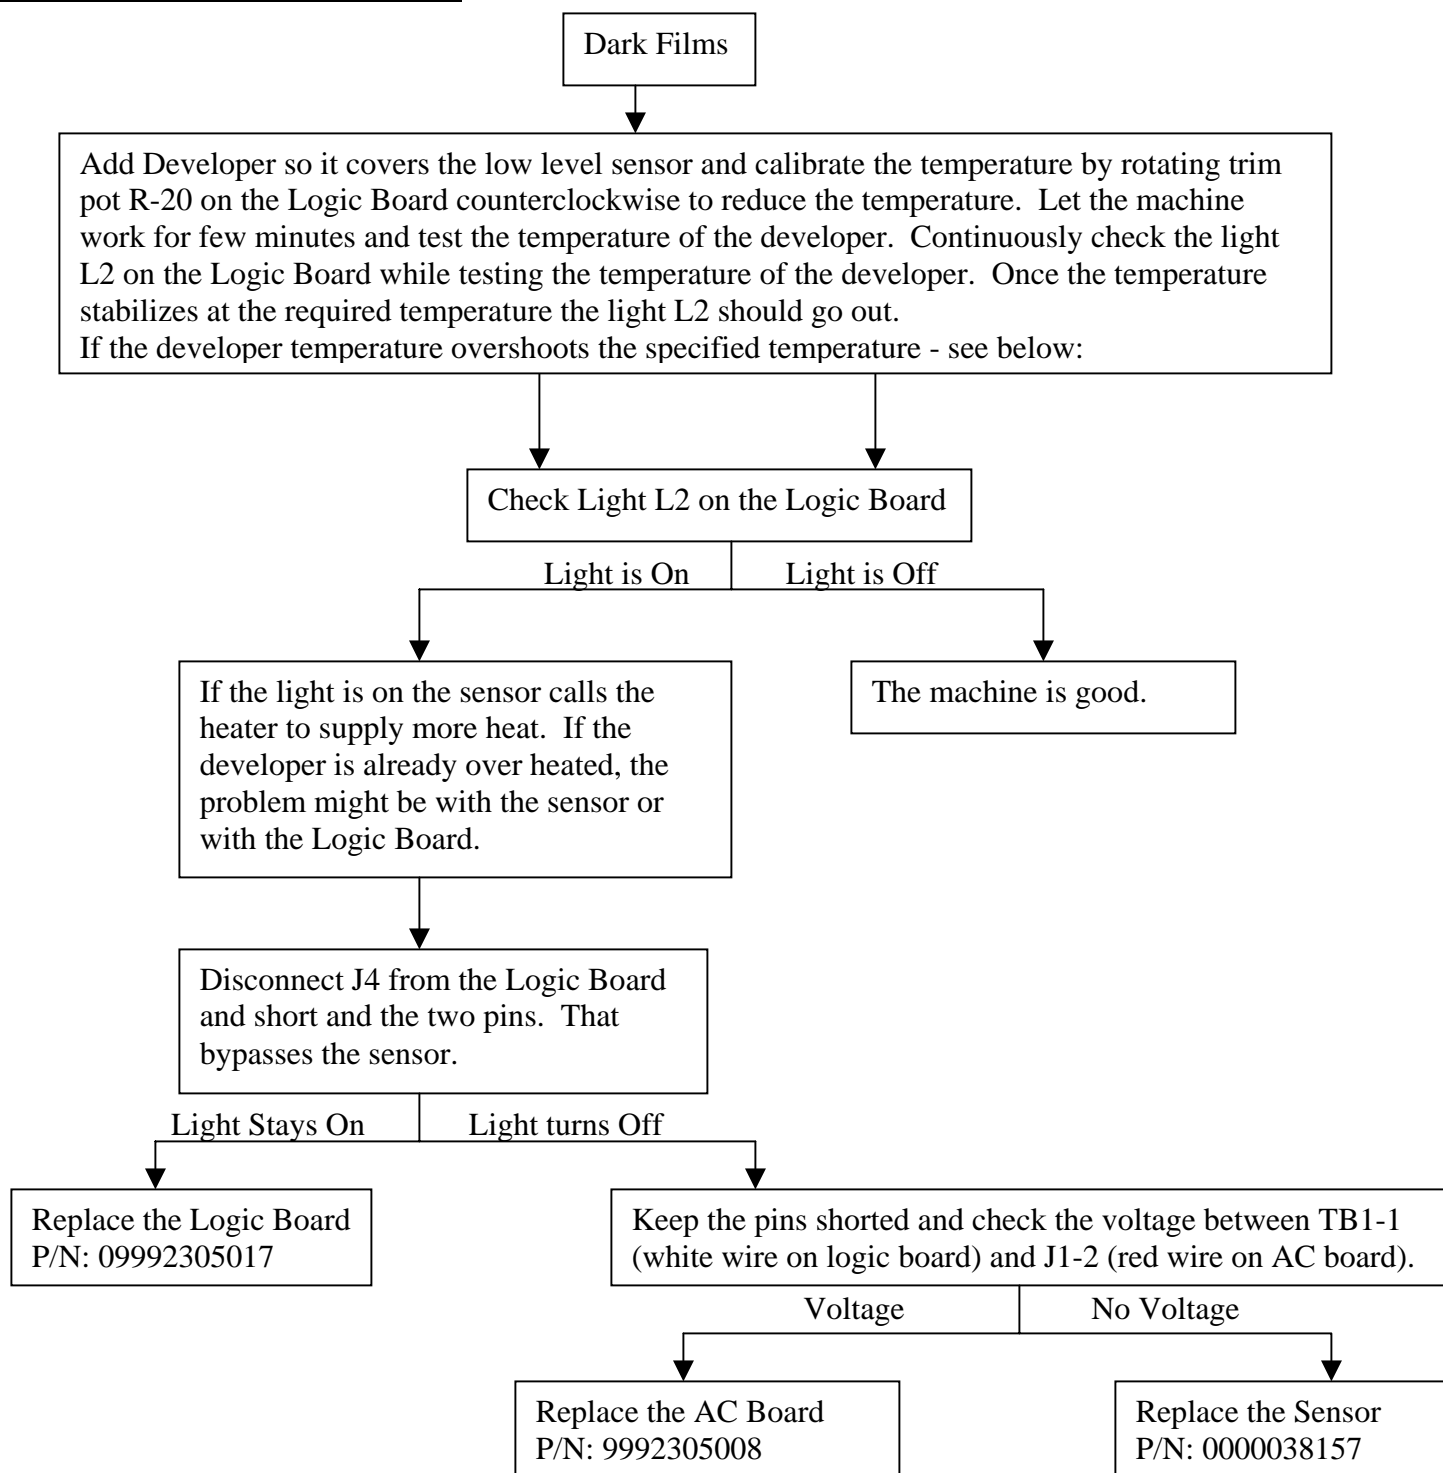 Dark Films
Add Developer so it covers the low level sensor and calibrate the temperature by rotating trim
pot R-20 on the Logic Board counterclockwise to reduce the temperature.  Let the machine
work for few minutes and test the temperature of the developer.  Continuously check the light
L2 on the Logic Board while testing the temperature of the developer.  Once the temperature
stabilizes at the required temperature the light L2 should go out.
If the developer temperature overshoots the specified temperature - see below:
Check Light L2 on the Logic Board
Light is On
Light is Off
If the light is on the sensor calls the
heater to supply more heat.  If the
developer is already over heated, the
problem might be with the sensor or
with the Logic Board.
The machine is good.
Disconnect J4 from the Logic Board
and short and the two pins.  That
bypasses the sensor.
Light Stays On
Light turns Off
Replace the Logic Board
P/N: 09992305017
Keep the pins shorted and check the voltage between TB1-1
(white wire on logic board) and J1-2 (red wire on AC board).
Voltage
No Voltage
Replace the AC Board
P/N: 9992305008
Replace the Sensor
P/N: 0000038157